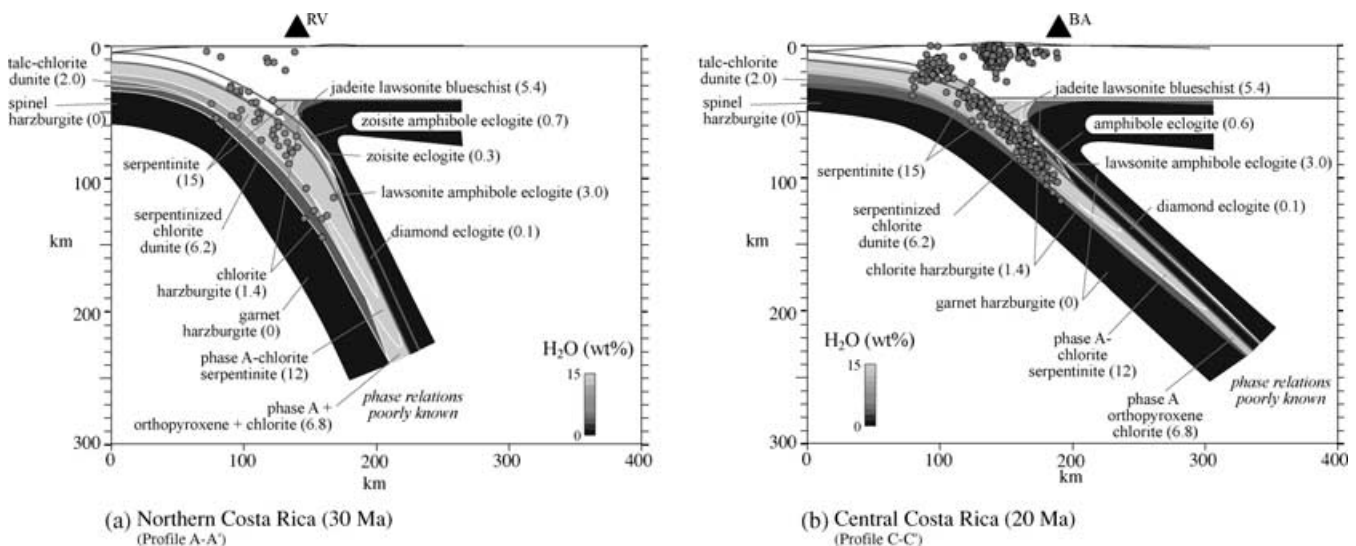 RV
0
talc-chlorite
dunite (2.0)
spinel
harzburgite (0)
jadeite lawsonite blueschist (5.4)
zoisite amphibole eclogite (0.7)
zoisite eclogite (0.3)
serpentinite
(15)
100
lawsonite amphibole eclogite (3.0)
serpentinized
chlorite
dunite (6.2)
km
diamond eclogite (0.1)
chlorite
harzburgite (1.4)
garnet
harzburgite (0)
200
H2O (wt%)
15
0
phase A-chlorite
serpentinite (12)
phase relations
poorly known
phase A +
orthopyroxene + chlorite (6.8)
300
0 100 200 300 400
km
(a) Northern Costa Rica (30 Ma)
(Profile A-A')
BA
0
talc-chlorite
dunite (2.0)
spinel
harzburgite (0)
jadeite lawsonite blueschist (5.4)
amphibole eclogite (0.6)
serpentinite (15)
lawsonite amphibole eclogite (3.0)
100
serpentinized
chlorite
dunite (6.2)
diamond eclogite (0.1)
km
chlorite harzburgite (1.4)
garnet harzburgite (0)
200
H2O (wt%)
15
0
phase A-
chlorite
serpentinite (12)
phase relations
poorly known
phase A
orthopyroxene
chlorite (6.8)
300
0 100 200 300 400
km
(b) Central Costa Rica (20 Ma)
(Profile C-C')